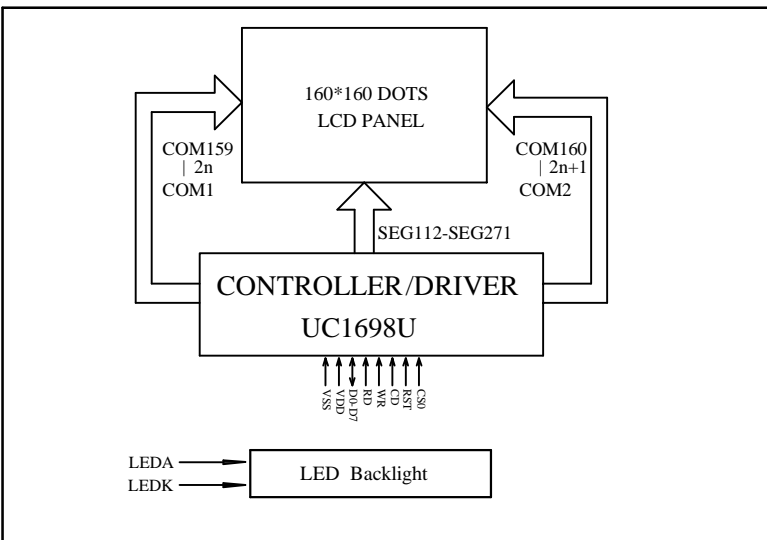 160*160 DOTS
LCD PANEL
COM159
| 2n
COM1
COM160
| 2n+1
COM2
SEG112-SEG271
CONTROLLER/DRIVER
UC1698U
VSS
VDD
D0-D7
RD
WR
CD
RST
CS0
LEDA
LEDK
LED Backlight